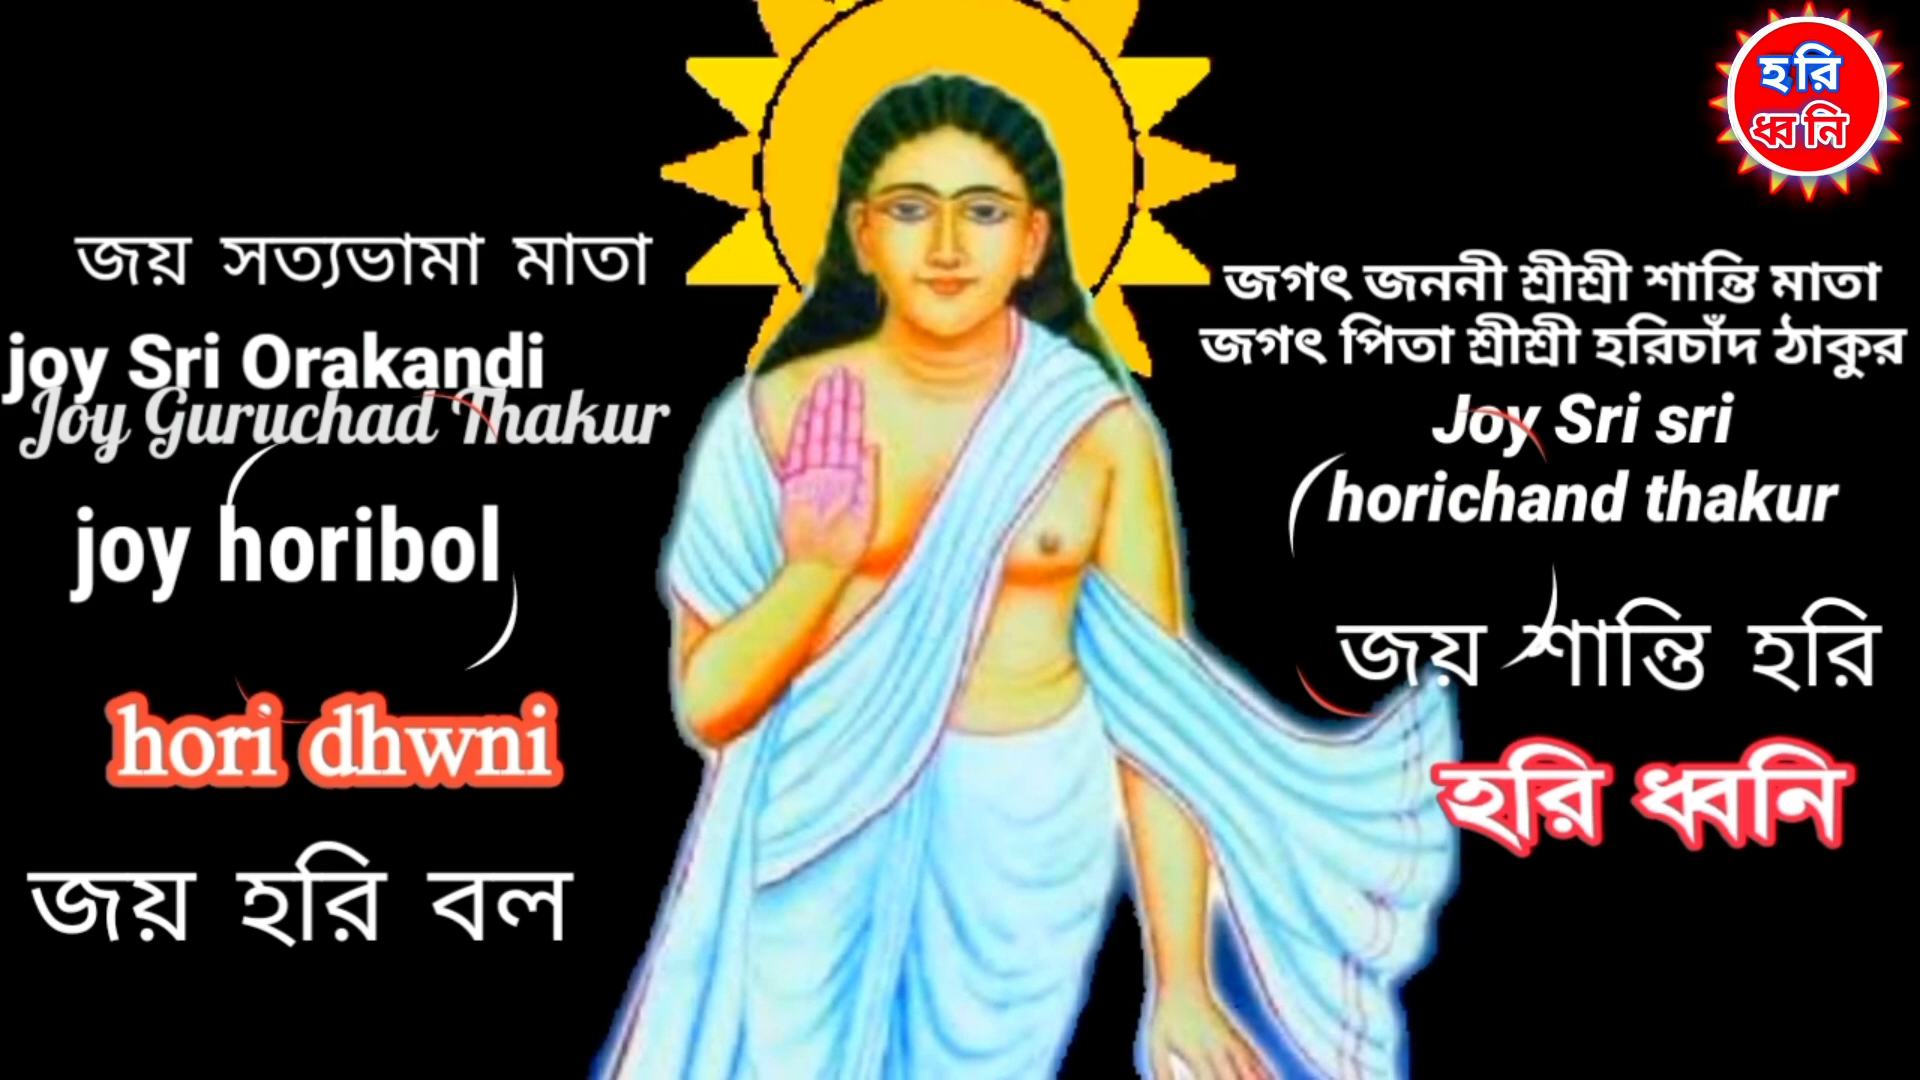 জয় সত্যভামা মাতা
joy Sri Orakandi
Joy Guruchad Thakur
joy horibol
hori dhwni
জয় হরি বল
হরি
ধ্বনি
জগৎ জননী শ্রীশ্রী শান্তি মাতা
জগৎ পিতা শ্রীশ্রী হরিচাঁদ ঠাকুর
Joy Sri sri
horichand thakur
জয় শান্তি হরি
হরি ধ্বনি